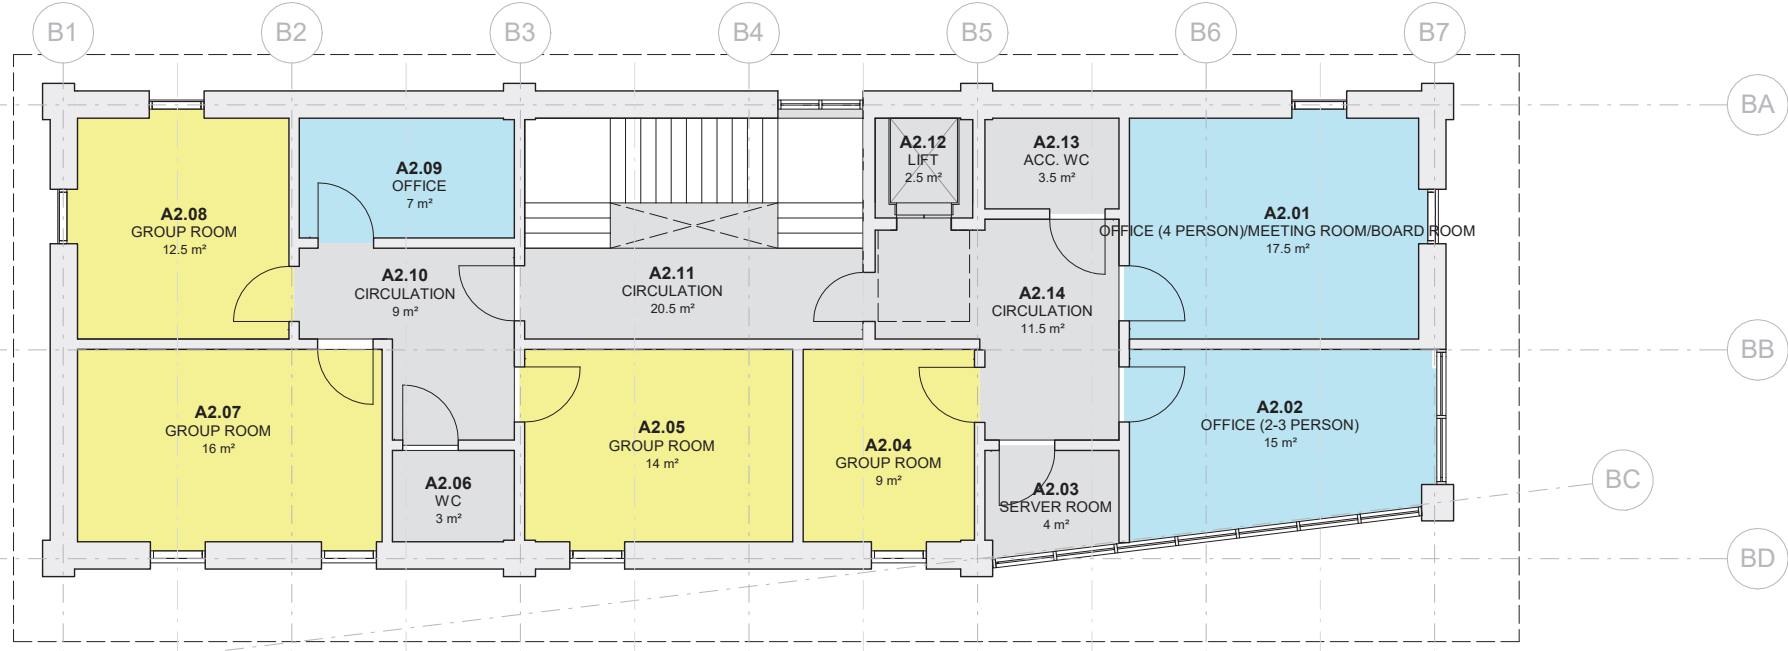 B1
B2
B3
B4
B5
B6
B7
BA
A2.12
LIFT
2.5 m²
A2.13
ACC. WC
3.5 m²
A2.09
OFFICE
7 m²
A2.08
GROUP ROOM
12.5 m²
A2.01
OFFICE (4 PERSON)/MEETING ROOM/BOARD ROOM
17.5 m²
A2.10
CIRCULATION
9 m²
A2.11
CIRCULATION
20.5 m²
A2.14
CIRCULATION
11.5 m²
BB
A2.07
GROUP ROOM
16 m²
A2.05
GROUP ROOM
14 m²
A2.04
GROUP ROOM
9 m²
A2.02
OFFICE (2-3 PERSON)
15 m²
A2.06
WC
3 m²
A2.03
SERVER ROOM
4 m²
BC
BD